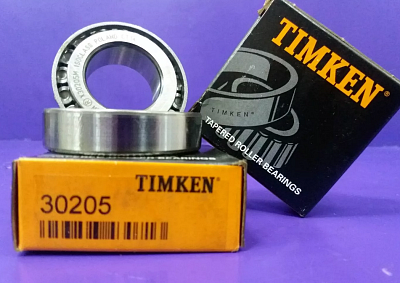 TIMKEN
TIMKEN
TAPERED ROLLER BEARINGS
TIMKEN
30205